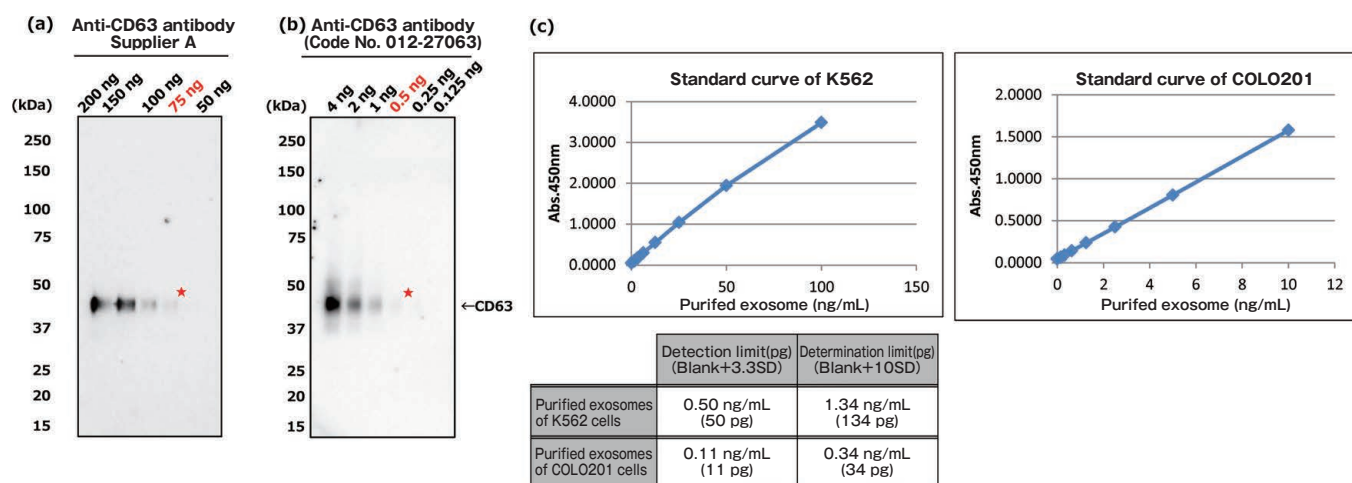 (a)
Anti-CD63 antibody
Supplier A
200 ng
150 ng
100 ng
75 ng
50 ng
(kDa)
250
150
100
75
50
37
25
20
15
(b)
Anti-CD63 antibody
(Code No. 012-27063)
4 ng
2 ng
1 ng
0.5 ng
0.25 ng
0.125 ng
(kDa)
250
150
100
75
50
37
25
20
15
←CD63
(c)
Standard curve of K562
Abs.450nm
4.0000
3.0000
2.0000
1.0000
0.0000
0 50 100 150
Purifed exosome (ng/mL)
Standard curve of COLO201
Abs.450nm
2.0000
1.5000
1.0000
0.5000
0.0000
0 2 4 6 8 10 12
Purifed exosome (ng/mL)
Detection limit(pg) Determination limit(pg)
(Blank+3.3SD) (Blank+10SD)
Purified exosomes 0.50 ng/mL 1.34 ng/mL
of K562 cells (50 pg) (134 pg)
Purified exosomes 0.11 ng/mL 0.34 ng/mL
of COLO201 cells (11 pg) (34 pg)